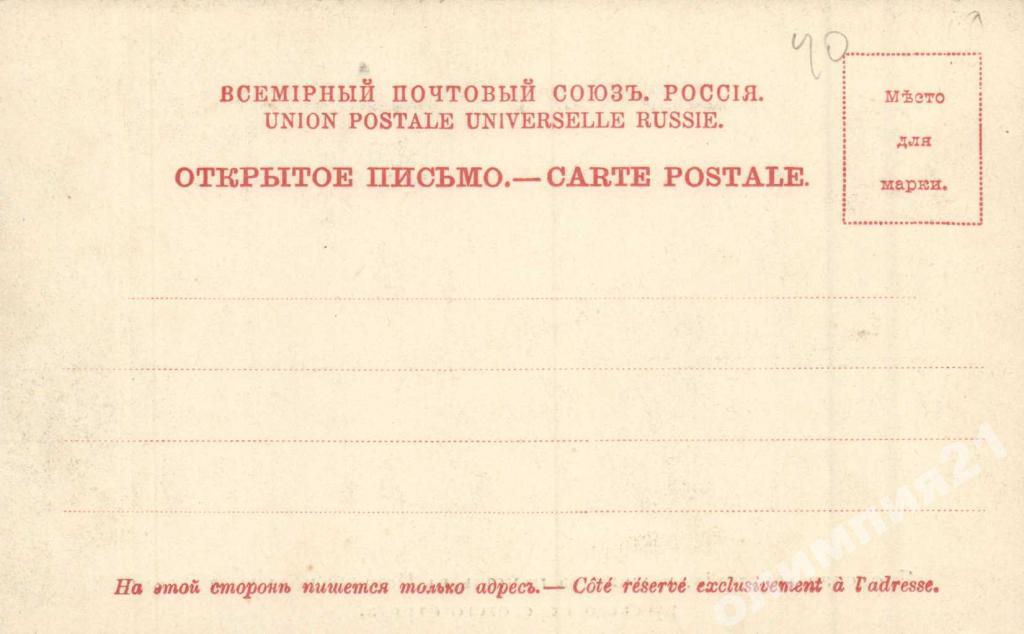 40
ВСЕМІРНЫЙ ПОЧТОВЫЙ СОЮЗЪ. РОССІЯ.
UNION POSTALE UNIVERSELLE RUSSIE.
ОТКРЫТОЕ ПИСЬМО.—CARTE POSTALE.
Мѣсто
для
марки.
На этой сторонѣ пишется только адресъ.— Côté réservé exclusivement à l'adresse.
олимпия21